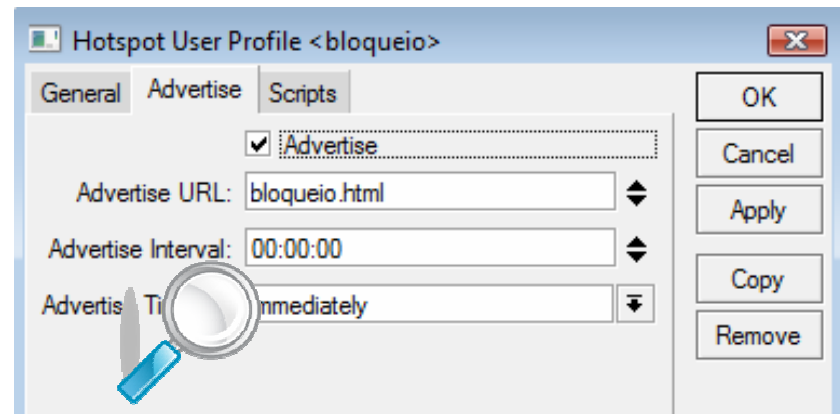 Hotspot User Profile <bloqueio>
General Advertise Scripts
OK
Advertise
Cancel
Advertise URL: bloqueio.html
Apply
Advertise Interval: 00:00:00
Copy
mmediately
Remove